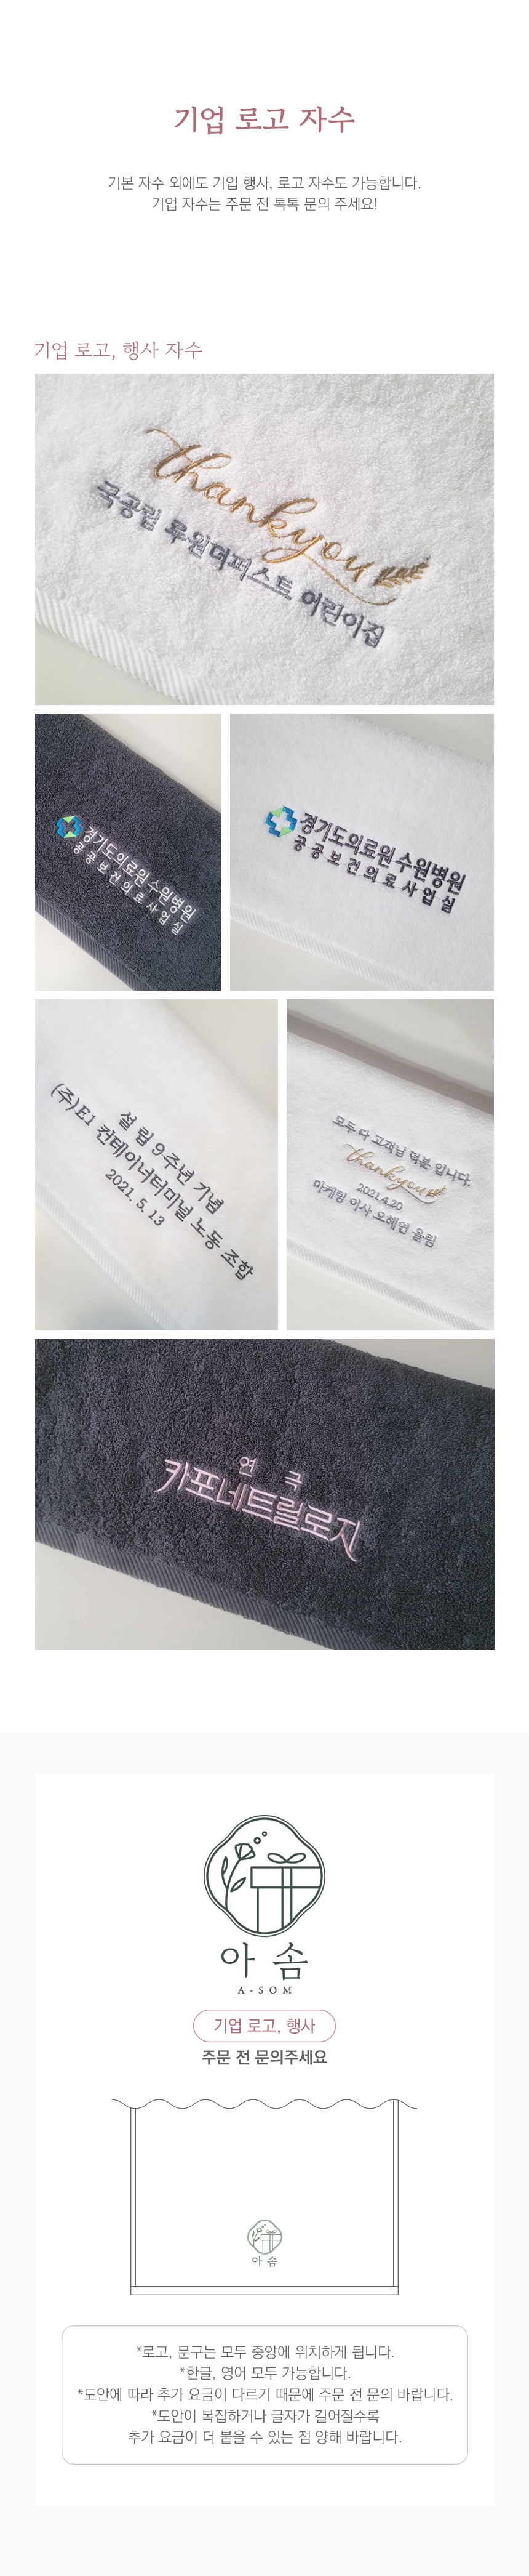 기업 로고 자수
기본 자수 외에도 기업 행사, 로고 자수도 가능합니다.
기업 자수는 주문 전 톡톡 문의 주세요!
기업 로고, 행사 자수
thankyou
국공립 루원더퍼스트 어린이집
경기도의료원 수원병원
공공보건의료사업실
경기도의료원 수원병원
공공보건의료사업실
설립 9주년 기념
(주)E1 컨테이너터미널 노동 조합
2021. 5. 13
모두 다 고객님 덕분 입니다.
thankyou
2021.4.20
마케팅 이사 오혜연 올림
연 극
카포네트릴로지
아 솜
A-SOM
기업 로고, 행사
주문 전 문의주세요
아 솜
*로고, 문구는 모두 중앙에 위치하게 됩니다.
*한글, 영어 모두 가능합니다.
*도안에 따라 추가 요금이 다르기 때문에 주문 전 문의 바랍니다.
*도안이 복잡하거나 글자가 길어질수록
추가 요금이 더 붙을 수 있는 점 양해 바랍니다.